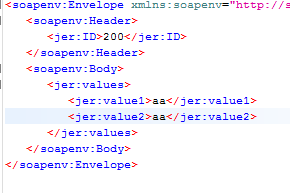 <soapenv:Envelope xmlns:soapenv="http://s
<soapenv:Header>
<jer:ID>200</jer:ID>
</soapenv:Header>
<soapenv:Body>
<jer:values>
<jer:value1>aa</jer:value1>
<jer:value2>aa</jer:value2>
</jer:values>
</soapenv:Body>
</soapenv:Envelope>